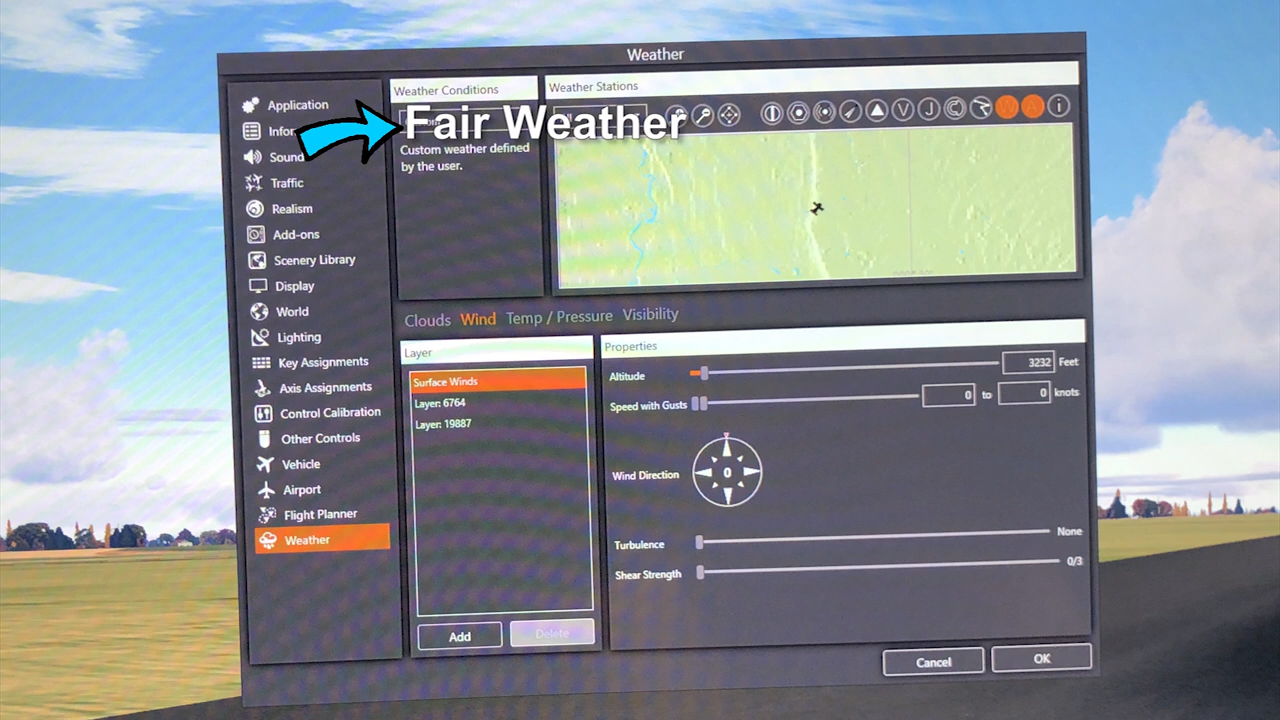 Weather
Application
Infor
Sound
Traffic
Realism
Add-ons
Scenery Library
Display
World
Lighting
Key Assignments
Axis Assignments
Control Calibration
Other Controls
Vehicle
Airport
Flight Planner
Weather
Weather Conditions
Fair Weather
Custom weather defined
by the user.
Weather Stations
V J W A i
Clouds Wind Temp / Pressure Visibility
Layer
Surface Winds
Layer: 6764
Layer: 19887
Add Delete
Properties
Altitude 3232 Feet
Speed with Gusts 0 to 0 knots
Wind Direction 0
Turbulence None
Shear Strength 0/3
Cancel OK